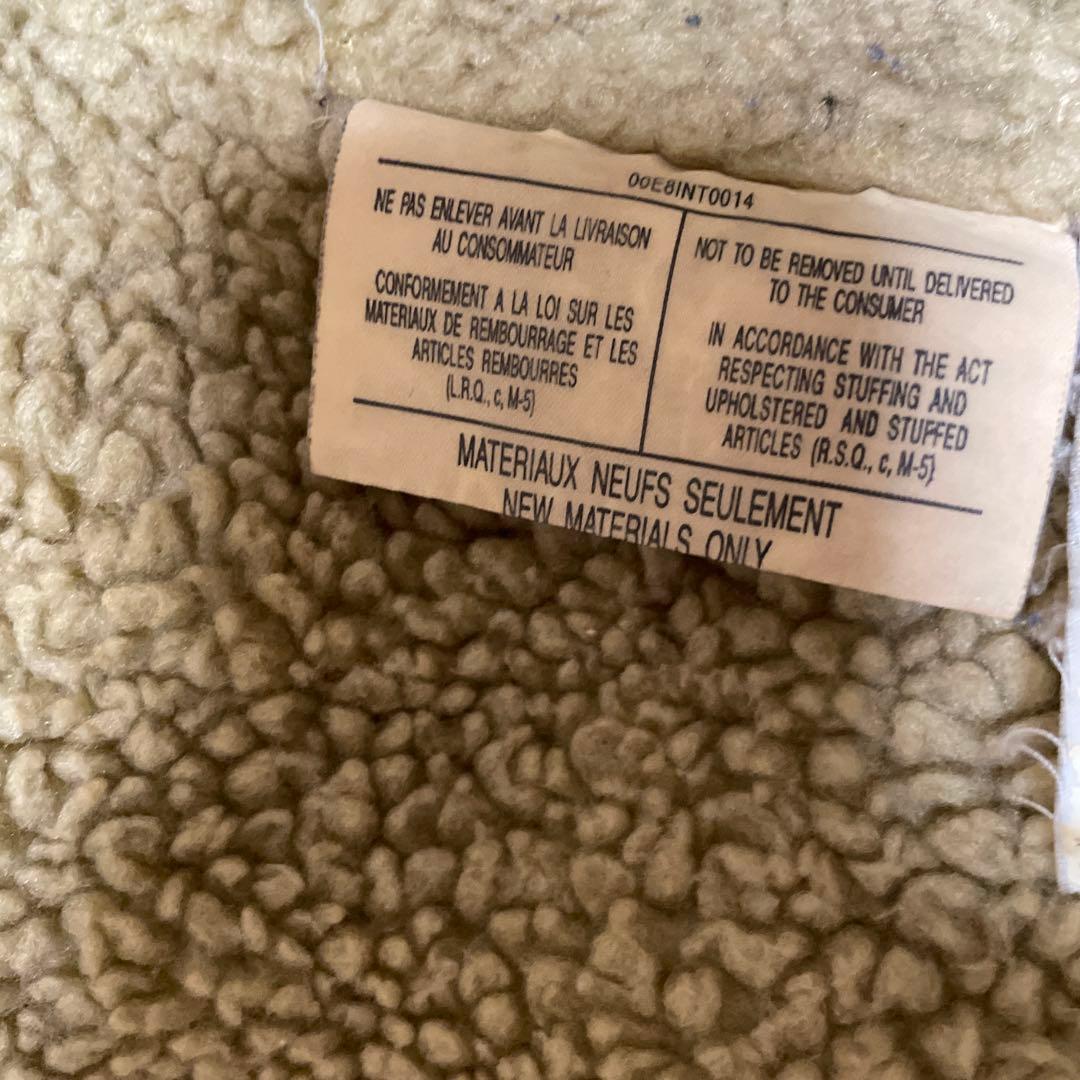 00E8INT0014
NE PAS ENLEVER AVANT LA LIVRAISON
AU CONSOMMATEUR
CONFORMEMENT A LA LOI SUR LES
MATERIAUX DE REMBOURRAGE ET LES
ARTICLES REMBOURRES
(L.R.Q., c, M-5)
NOT TO BE REMOVED UNTIL DELIVERED
TO THE CONSUMER
IN ACCORDANCE WITH THE ACT
RESPECTING STUFFING AND
UPHOLSTERED AND STUFFED
ARTICLES (R.S.Q., c, M-5)
MATERIAUX NEUFS SEULEMENT
NEW MATERIALS ONLY